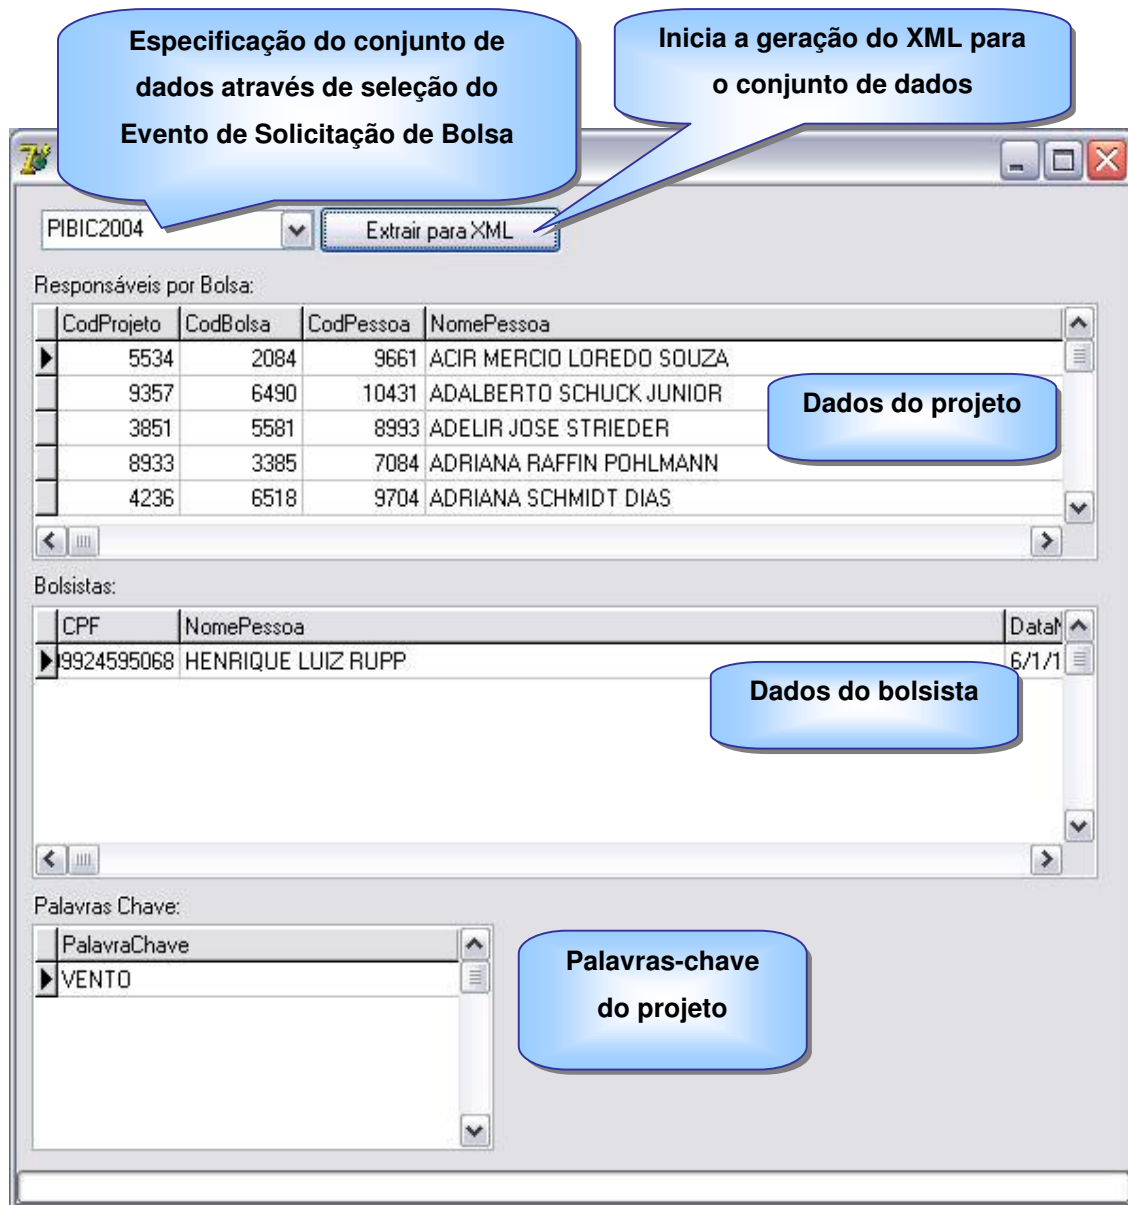 Especificação do conjunto de
dados através de seleção do
Evento de Solicitação de Bolsa
Inicia a geração do XML para
o conjunto de dados
PIBIC2004
Extrair para XML
Responsáveis por Bolsa:
CodProjeto CodBolsa CodPessoa NomePessoa
5534 2084 9661 ACIR MERCIO LOREDO SOUZA
9357 6490 10431 ADALBERTO SCHUCK JUNIOR
3851 5581 8993 ADELIR JOSE STRIEDER
8933 3385 7084 ADRIANA RAFFIN POHLMANN
4236 6518 9704 ADRIANA SCHMIDT DIAS
Dados do projeto
Bolsistas:
CPF NomePessoa
9924595068 HENRIQUE LUIZ RUPP 6/1/1
Dados do bolsista
Palavras Chave:
PalavraChave
VENTO
Palavras-chave
do projeto